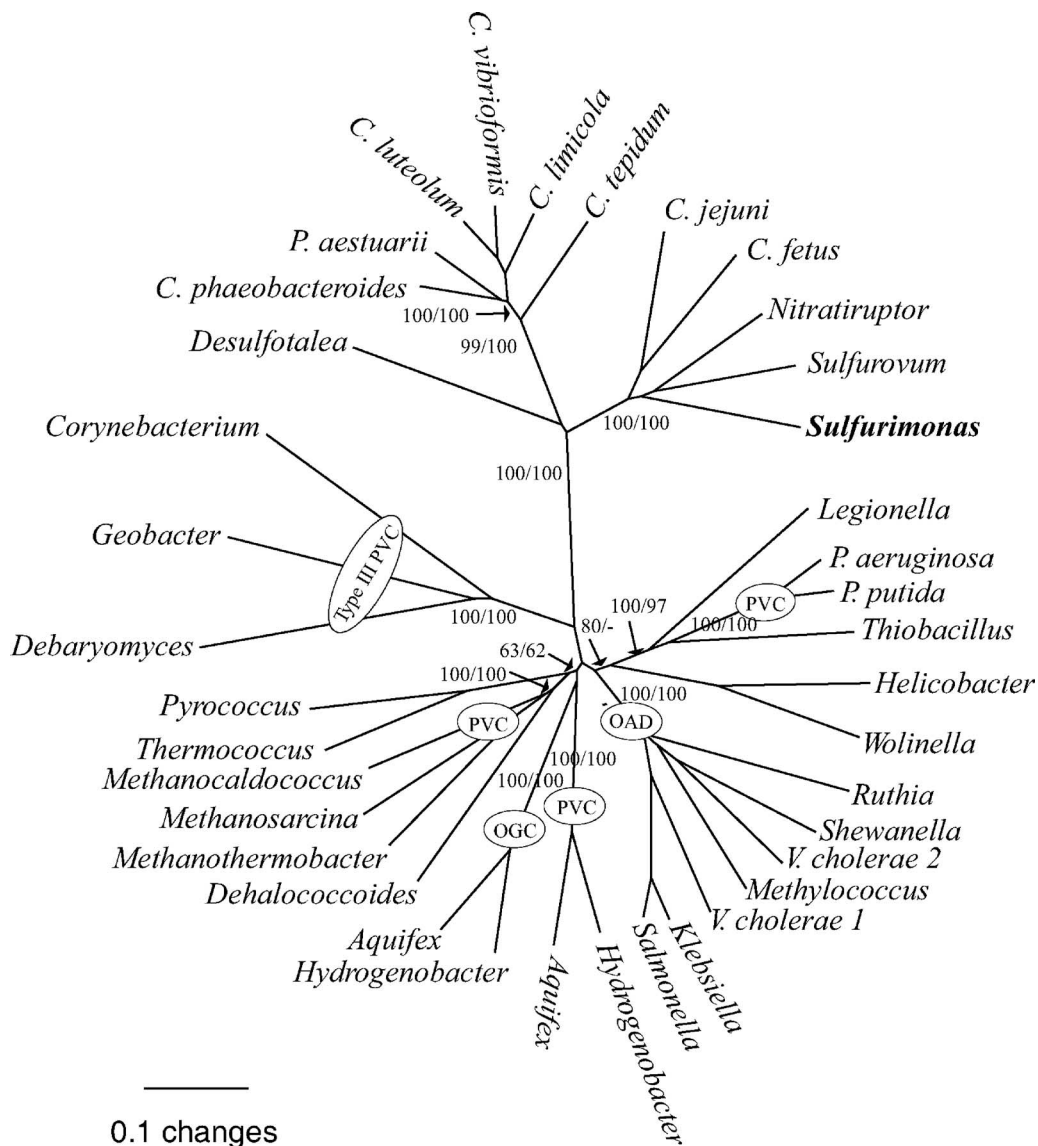 C. vibrioformis
C. luteolum
C. limicola
C. tepidum
P. aestuarii
C. phaeobacteroides
100/100
99/100
Desulfotalea
C. jejuni
C. fetus
Nitratiruptor
Sulfurovum
Sulfurimonas
100/100
100/100
Corynebacterium
Geobacter
Type III PVC
Debaryomyces
100/100
Legionella
P. aeruginosa
P. putida
PVC
100/97
100/100
Thiobacillus
80/-
63/62
100/100
Helicobacter
Wolinella
Pyrococcus
Thermococcus
PVC
Methanocaldococcus
Methanosarcina
Methanothermobacter
Dehalococcoides
100/100
OAD
100/100
100/100
OGC
PVC
Ruthia
Shewanella
V. cholerae 2
Methylococcus
V. cholerae 1
Klebsiella
Salmonella
Aquifex
Hydrogenobacter
Aquifex
Hydrogenobacter
0.1 changes